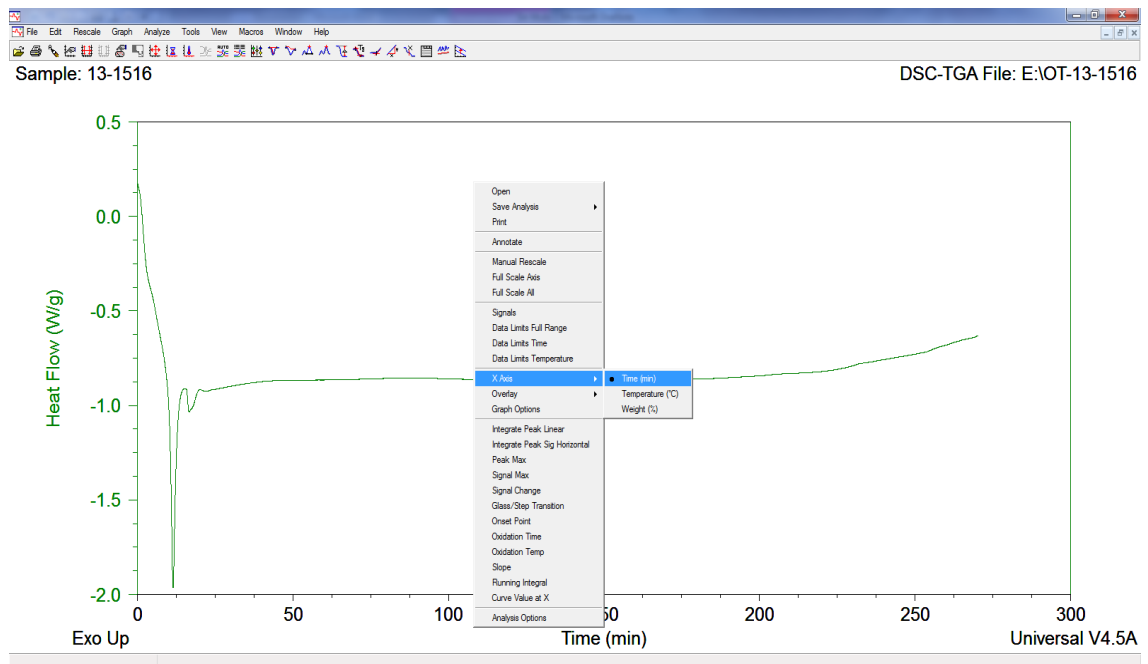 File Edit Rescale Graph Analyze Tools View Macros Window Help
Sample: 13-1516
DSC-TGA File: E:\OT-13-1516
0.5
0.0
-0.5
-1.0
-1.5
-2.0
Heat Flow (W/g)
Open
Save Analysis
Print
Annotate
Manual Rescale
Full Scale Axis
Full Scale All
Signals
Data Limits Full Range
Data Limits Time
Data Limits Temperature
X Axis
Overlay
Graph Options
Integrate Peak Linear
Integrate Peak Sig Horizontal
Peak Max
Signal Max
Signal Change
Glass/Step Transition
Onset Point
Oxidation Time
Oxidation Temp
Slope
Running Integral
Curve Value at X
Analysis Options
Time (min)
Temperature (°C)
Weight (%)
0 50 100 50 200 250 300
Exo Up Time (min) Universal V4.5A